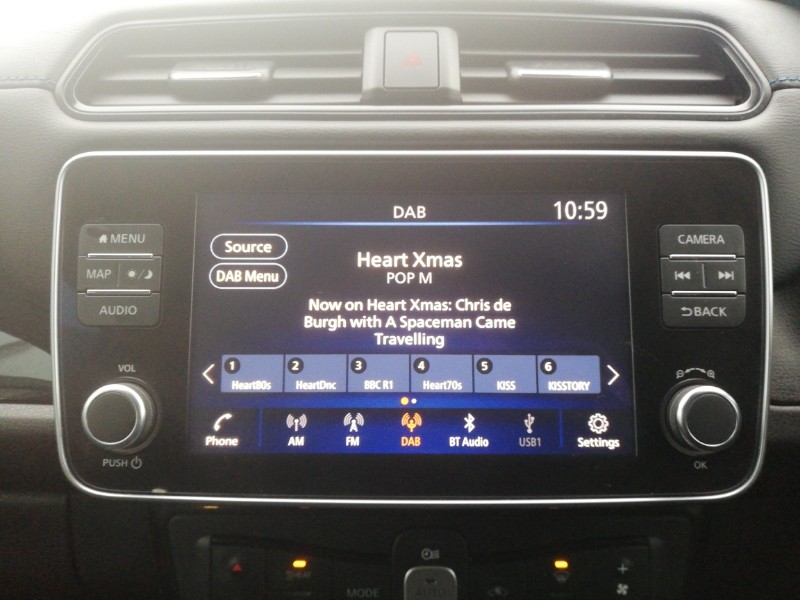 DAB 10:59
MENU
CAMERA
Source
Heart Xmas
MAP
DAB Menu
POP M
AUDIO
BACK
Now on Heart Xmas: Chris de
Burgh with A Spaceman Came
Travelling
VOL
1 2 3 4 5 6
Heart80s HeartDnc BBC R1 Heart70s KISS KISSTORY
Phone AM FM DAB BT Audio USB1 Settings
PUSH
OK
MODE
AUTO